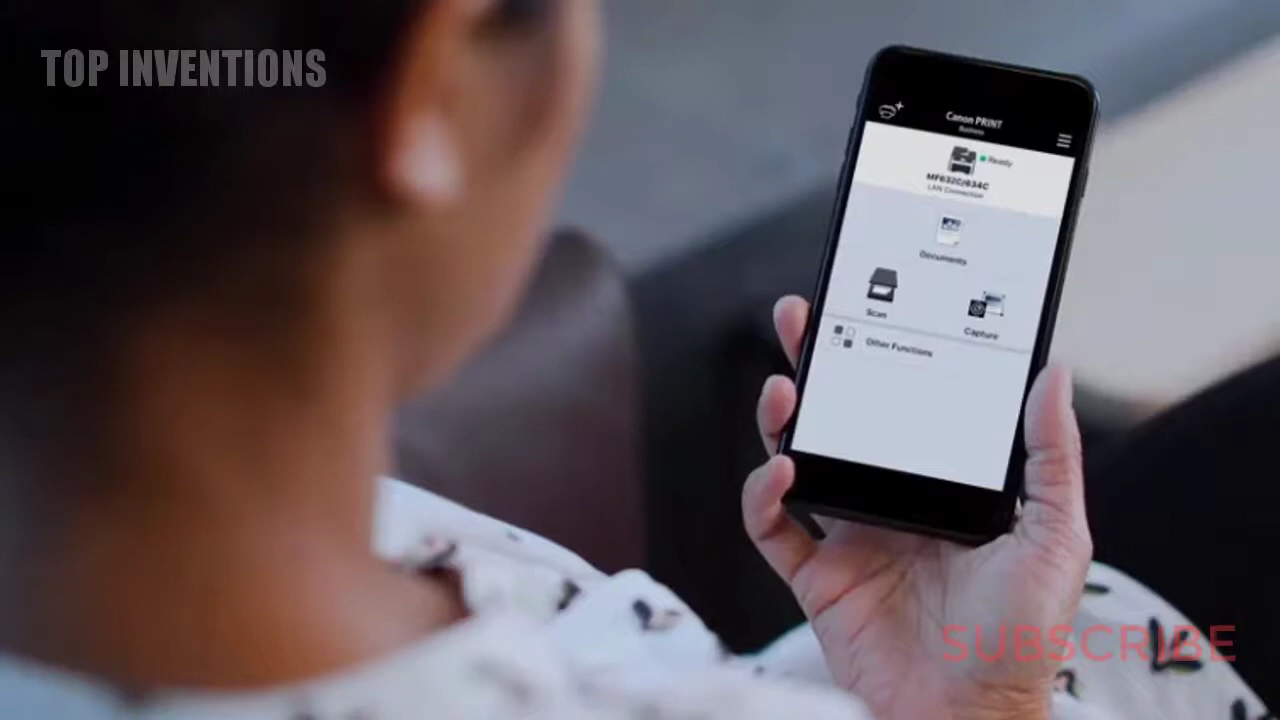 TOP INVENTIONS
Canon PRINT
Business
Ready
MF632C/634C
LAN Connection
Documents
Scan
Capture
Other Functions
SUBSCRIBE